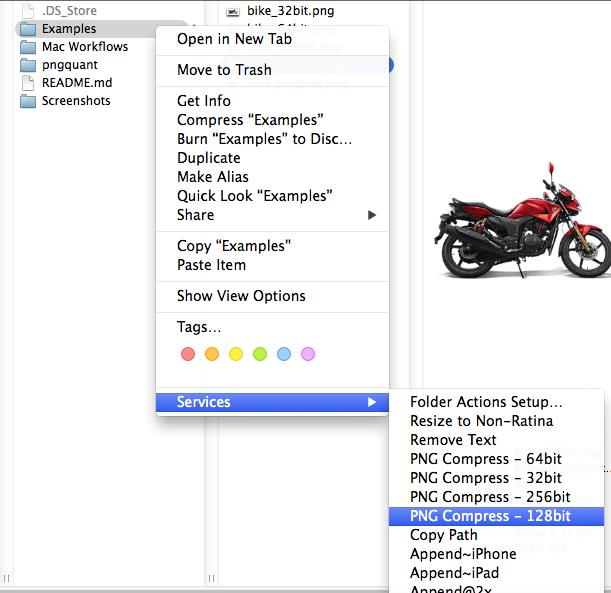 .DS_Store
Examples
Mac Workflows
pngquant
README.md
Screenshots
bike_32bit.png
Open in New Tab
Move to Trash
Get Info
Compress “Examples”
Burn “Examples” to Disc...
Duplicate
Make Alias
Quick Look “Examples”
Share
Copy “Examples”
Paste Item
Show View Options
Tags...
Services
Folder Actions Setup...
Resize to Non-Ratina
Remove Text
PNG Compress - 64bit
PNG Compress - 32bit
PNG Compress - 256bit
PNG Compress - 128bit
Copy Path
Append~iPhone
Append~iPad
Append@2x